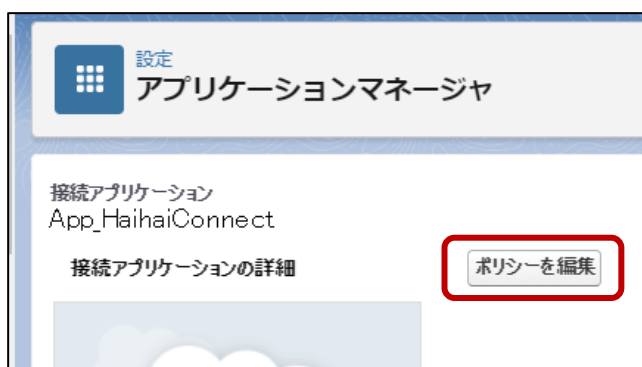 設定
アプリケーションマネージャ
接続アプリケーション
App_HaihaiConnect
接続アプリケーションの詳細
ポリシーを編集